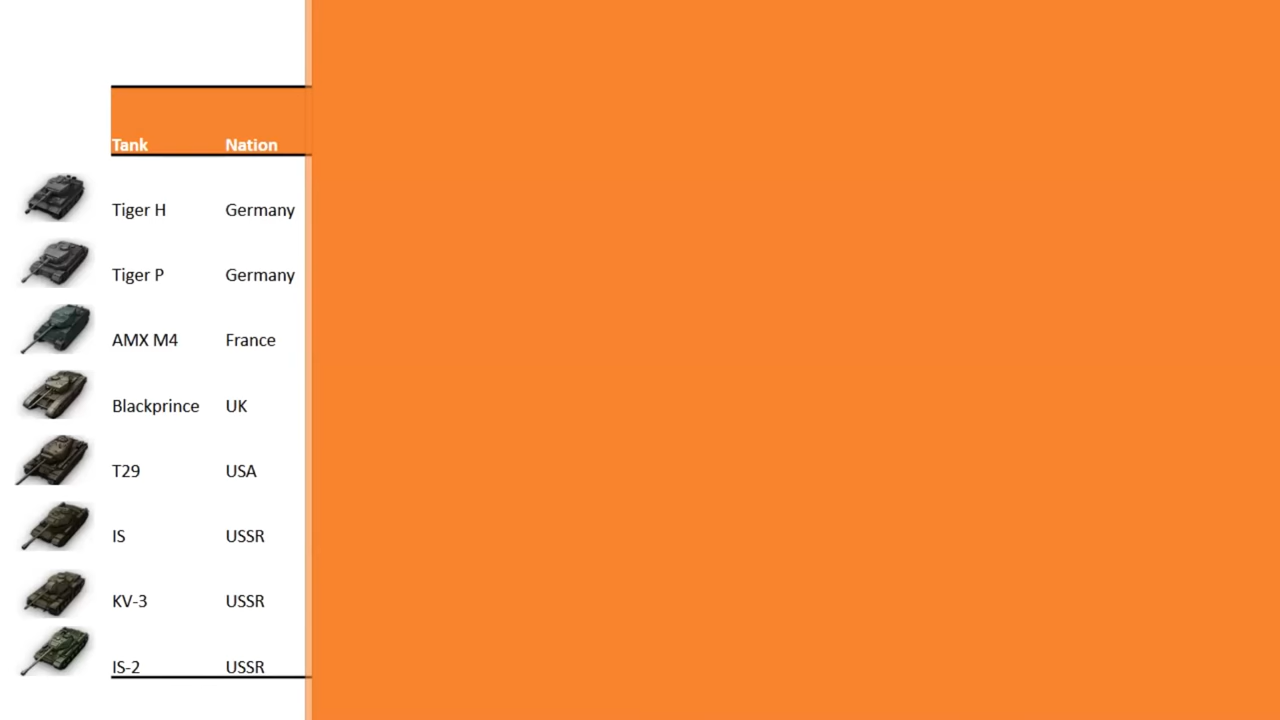 Tank Nation
Tiger H Germany
Tiger P Germany
AMX M4 France
Blackprince UK
T29 USA
IS USSR
KV-3 USSR
IS-2 USSR